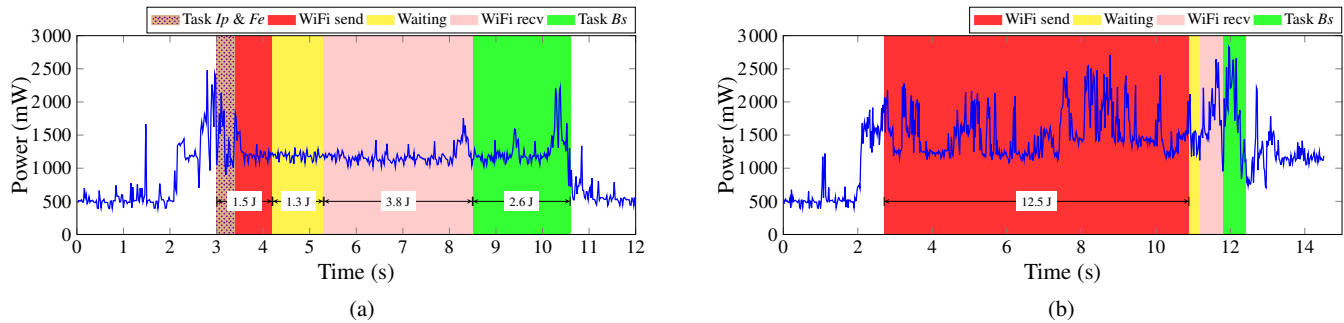 Task Ip & Fe WiFi send Waiting WiFi recv Task Bs
3 000
2 500
2 000
1 500
1 000
500
0
Power (mW)
1.5 J 1.3 J 3.8 J 2.6 J
0 1 2 3 4 5 6 7 8 9 10 11 12
Time (s)
(a)
WiFi send Waiting WiFi recv Task Bs
3 000
2 500
2 000
1 500
1 000
500
0
Power (mW)
12.5 J
0 2 4 6 8 10 12 14
Time (s)
(b)